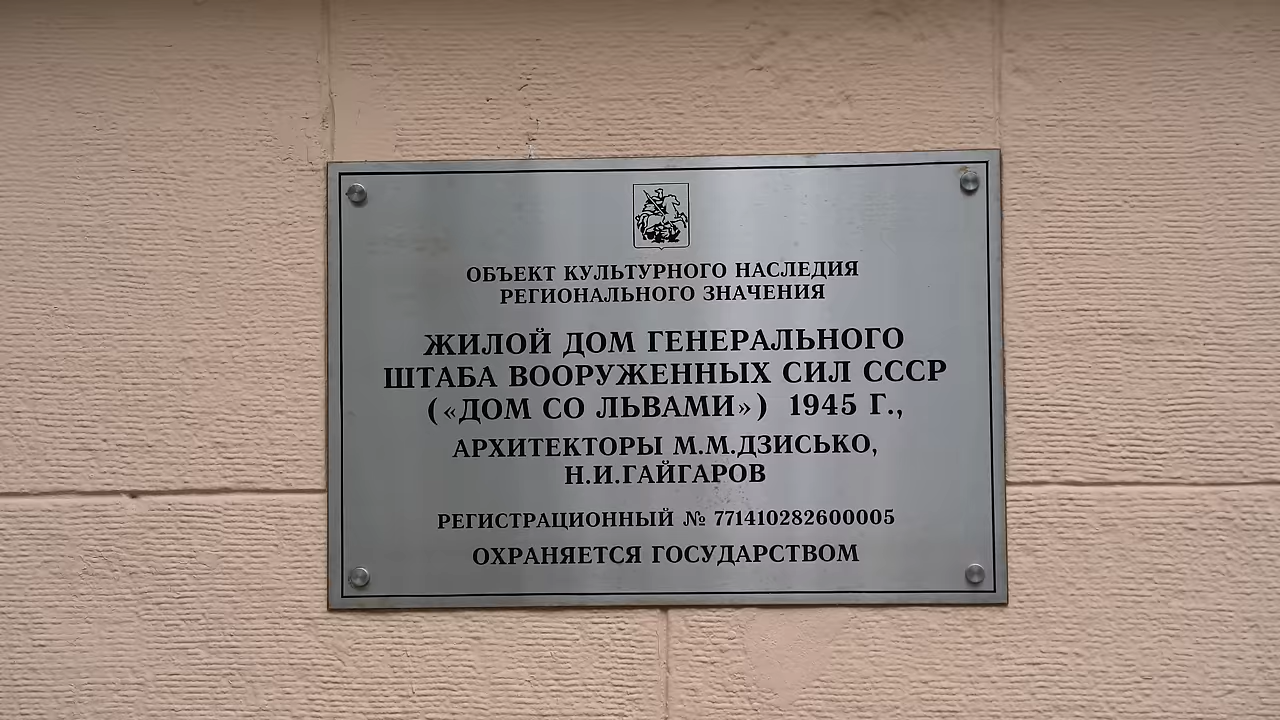 ОБЪЕКТ КУЛЬТУРНОГО НАСЛЕДИЯ
РЕГИОНАЛЬНОГО ЗНАЧЕНИЯ
ЖИЛОЙ ДОМ ГЕНЕРАЛЬНОГО
ШТАБА ВООРУЖЕННЫХ СИЛ СССР
(«ДОМ СО ЛЬВАМИ») 1945 Г.,
АРХИТЕКТОРЫ М.М.ДЗИСЬКО,
Н.И.ГАЙГАРОВ
РЕГИСТРАЦИОННЫЙ № 771410282600005
ОХРАНЯЕТСЯ ГОСУДАРСТВОМ